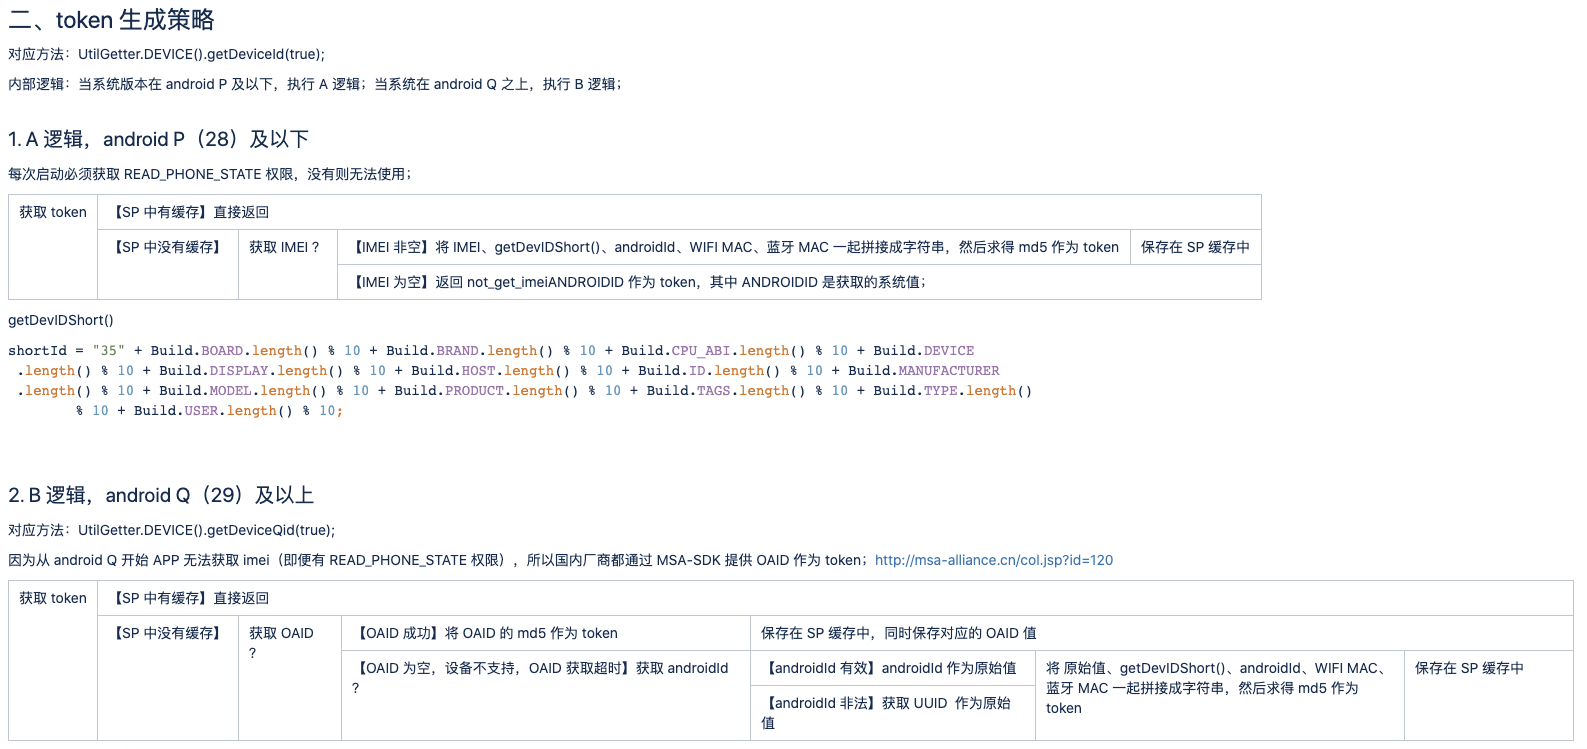 二、token 生成策略
对应方法：UtilGetter.DEVICE().getDeviceId(true);
内部逻辑：当系统版本在 android P 及以下，执行 A 逻辑；当系统在 android Q 之上，执行 B 逻辑；
1. A 逻辑，android P（28）及以下
每次启动必须获取 READ_PHONE_STATE 权限，没有则无法使用；
获取 token
【SP 中有缓存】直接返回
【SP 中没有缓存】
获取 IMEI ?
【IMEI 非空】将 IMEI、getDevIDShort()、androidId、WIFI MAC、蓝牙 MAC 一起拼接成字符串，然后求得 md5 作为 token
保存在 SP 缓存中
【IMEI 为空】返回 not_get_imeiANDROIDID 作为 token，其中 ANDROIDID 是获取的系统值；
getDevIDShort()
shortId = "35" + Build.BOARD.length() % 10 + Build.BRAND.length() % 10 + Build.CPU_ABI.length() % 10 + Build.DEVICE
.length() % 10 + Build.DISPLAY.length() % 10 + Build.HOST.length() % 10 + Build.ID.length() % 10 + Build.MANUFACTURER
.length() % 10 + Build.MODEL.length() % 10 + Build.PRODUCT.length() % 10 + Build.TAGS.length() % 10 + Build.TYPE.length()
% 10 + Build.USER.length() % 10;
2. B 逻辑，android Q（29）及以上
对应方法：UtilGetter.DEVICE().getDeviceQid(true);
因为从 android Q 开始 APP 无法获取 imei（即便有 READ_PHONE_STATE 权限），所以国内厂商都通过 MSA-SDK 提供 OAID 作为 token；http://msa-alliance.cn/col.jsp?id=120
获取 token
【SP 中有缓存】直接返回
【SP 中没有缓存】
获取 OAID
?
【OAID 成功】将 OAID 的 md5 作为 token
保存在 SP 缓存中，同时保存对应的 OAID 值
【OAID 为空，设备不支持，OAID 获取超时】获取 androidId
?
【androidId 有效】androidId 作为原始值
【androidId 非法】获取 UUID 作为原始
值
将 原始值、getDevIDShort()、androidId、WIFI MAC、
蓝牙 MAC 一起拼接成字符串，然后求得 md5 作为
token
保存在 SP 缓存中